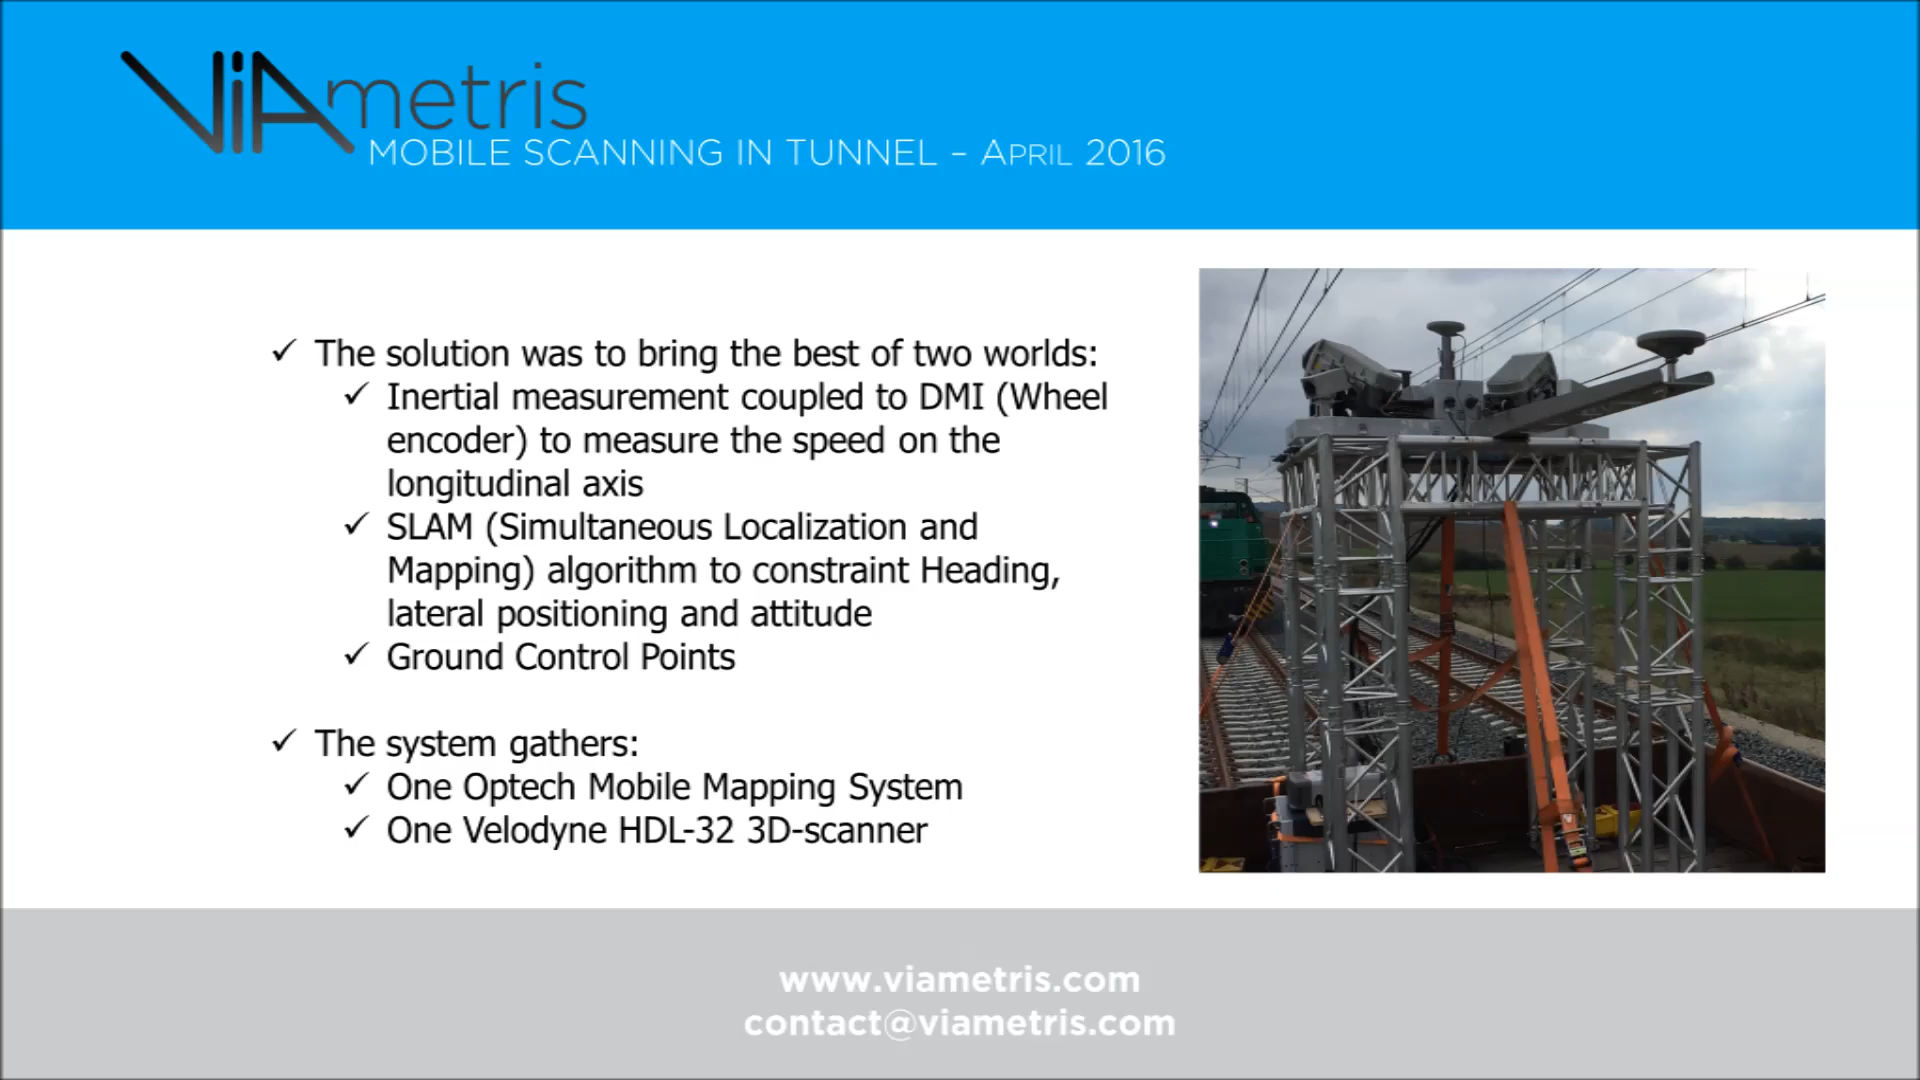 ViAmetris
MOBILE SCANNING IN TUNNEL – APRIL 2016
✓ The solution was to bring the best of two worlds:
✓ Inertial measurement coupled to DMI (Wheel
encoder) to measure the speed on the
longitudinal axis
✓ SLAM (Simultaneous Localization and
Mapping) algorithm to constraint Heading,
lateral positioning and attitude
✓ Ground Control Points
✓ The system gathers:
✓ One Optech Mobile Mapping System
✓ One Velodyne HDL-32 3D-scanner
www.viametris.com
contact@viametris.com